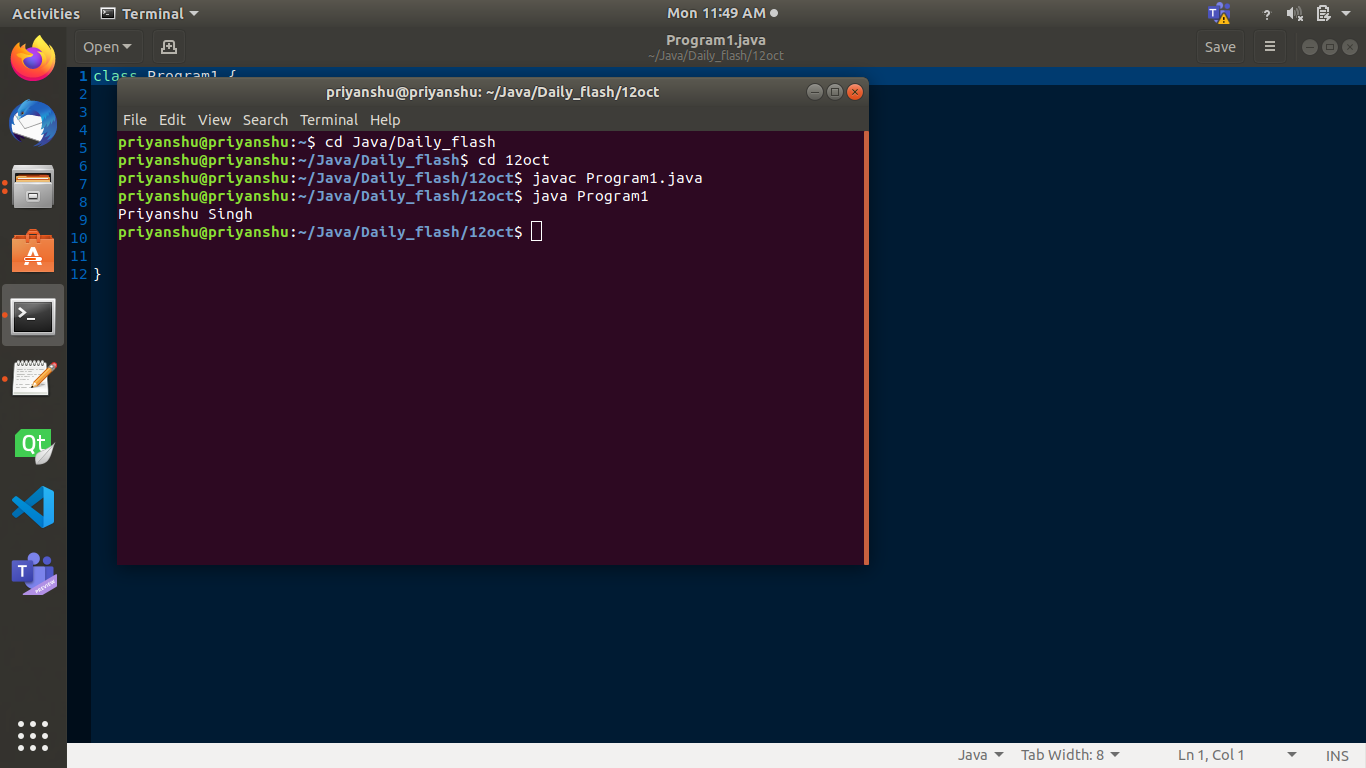 Activities Terminal Mon 11:49 AM ?
Open Program1.java Save
~/Java/Daily_flash/12oct
1 class Program1 {
2
3
4
5
6
7
8
9
10
11
12 }
priyanshu@priyanshu: ~/Java/Daily_flash/12oct
File Edit View Search Terminal Help
priyanshu@priyanshu:~$ cd Java/Daily_flash
priyanshu@priyanshu:~/Java/Daily_flash$ cd 12oct
priyanshu@priyanshu:~/Java/Daily_flash/12oct$ javac Program1.java
priyanshu@priyanshu:~/Java/Daily_flash/12oct$ java Program1
Priyanshu Singh
priyanshu@priyanshu:~/Java/Daily_flash/12oct$
Qt
T
PREVIEW
Java Tab Width: 8 Ln 1, Col 1 INS